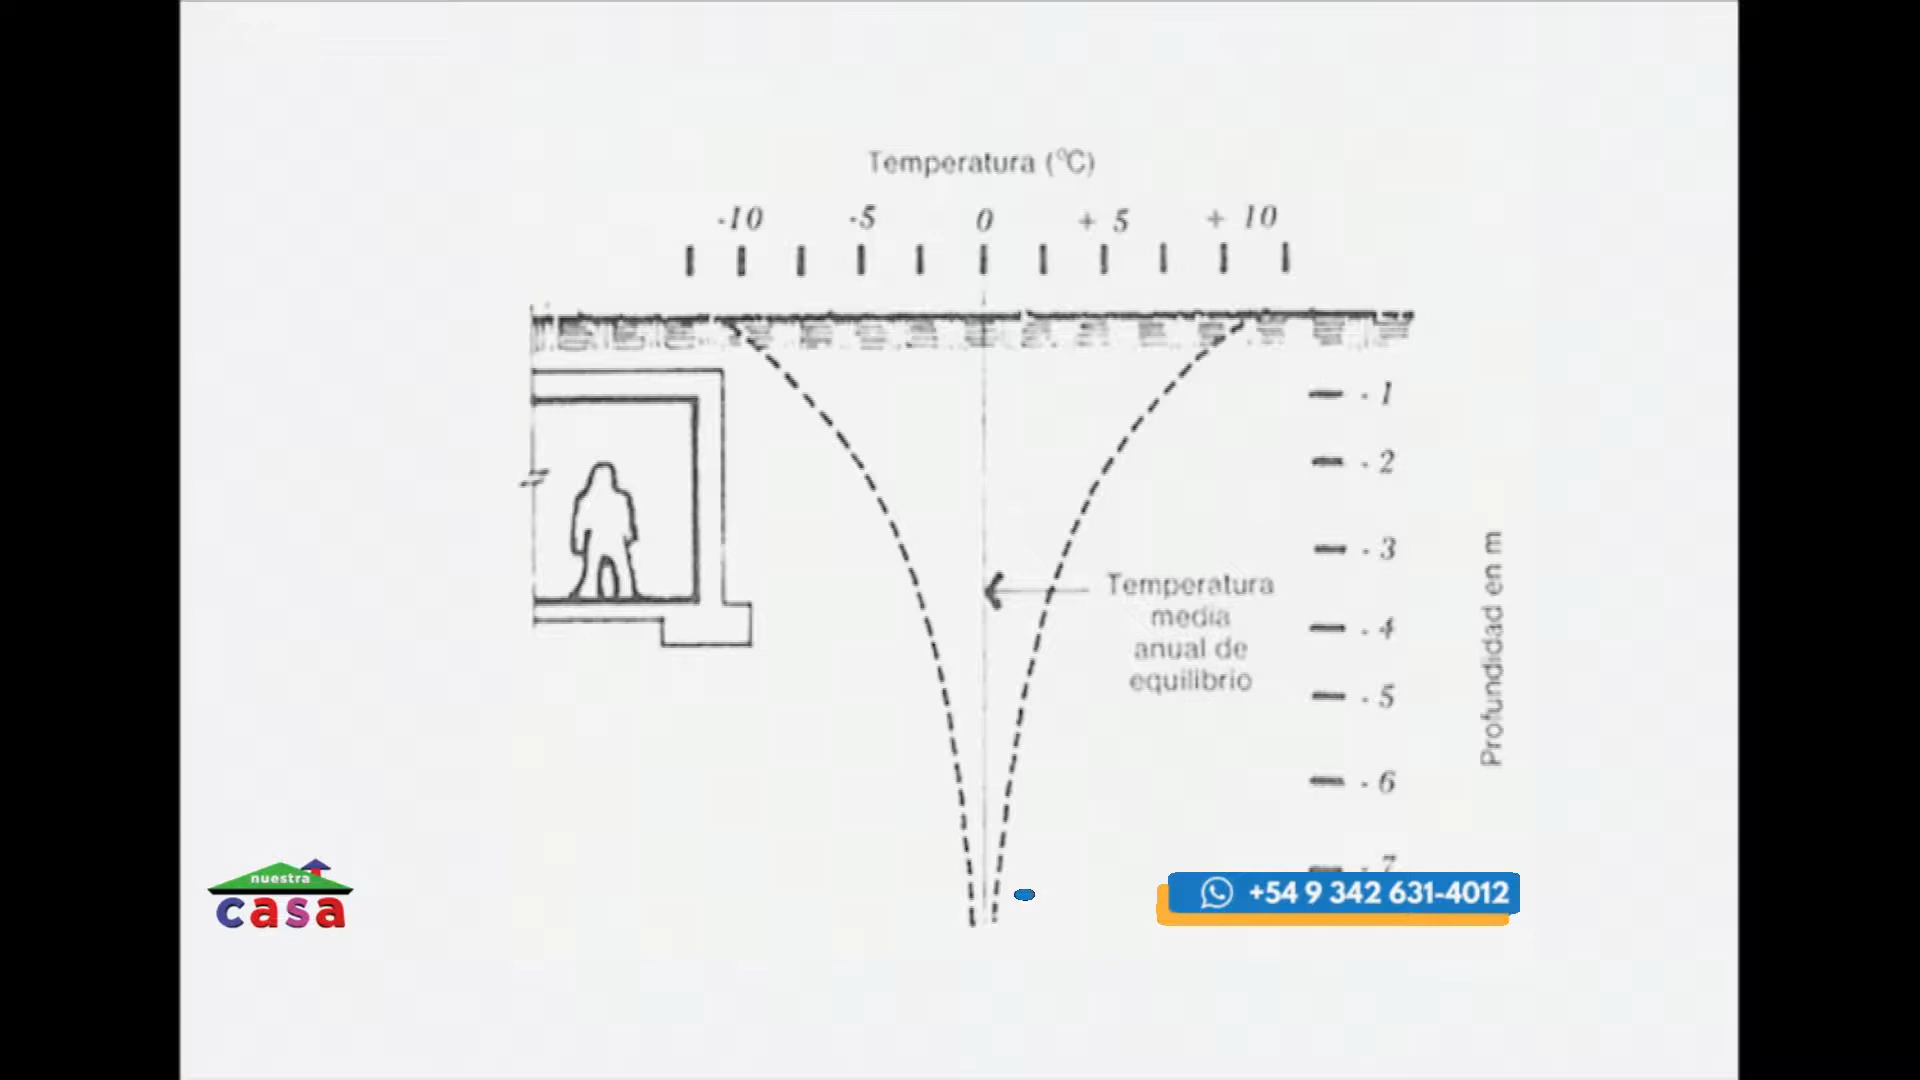 Temperatura (°C)
-10 -5 0 + 5 + 10
- 1
- 2
- 3
- 4
- 5
- 6
- 7
Temperatura
media
anual de
equilibrio
Profundidad en m
nuestra
casa
+54 9 342 631-4012